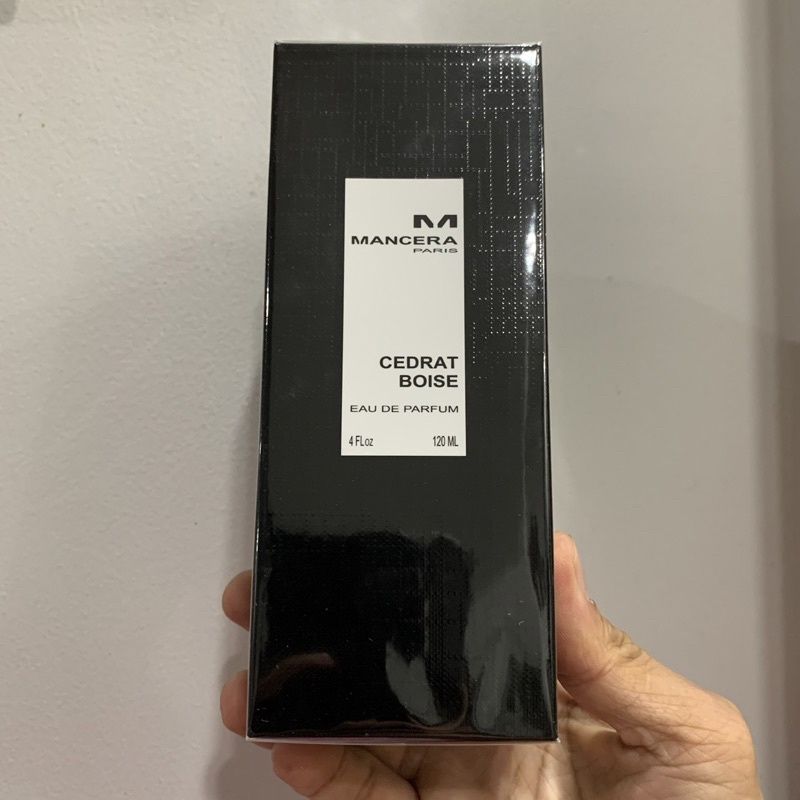 M
MANCERA
PARIS
CEDRAT
BOISE
EAU DE PARFUM
4 FLoz 120 ML